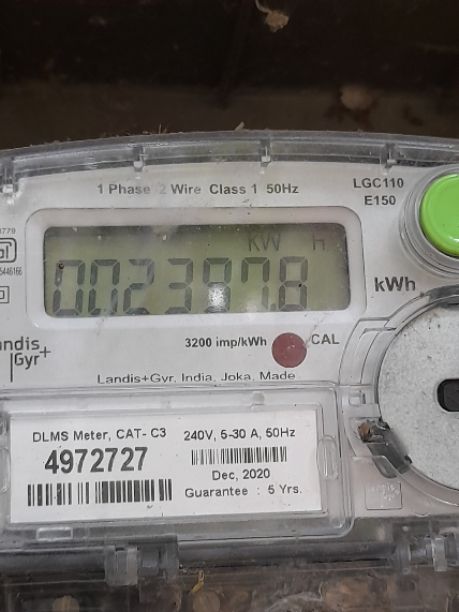 1 Phase 2 Wire Class 1 50Hz
LGC110
E150
KW H
002397.8
kWh
3200 imp/kWh
CAL
Landis+Gyr, India, Joka, Made
Gyr+
DLMS Meter, CAT- C3
240V, 5-30 A, 50Hz
4972727
Dec, 2020
Guarantee : 5 Yrs.